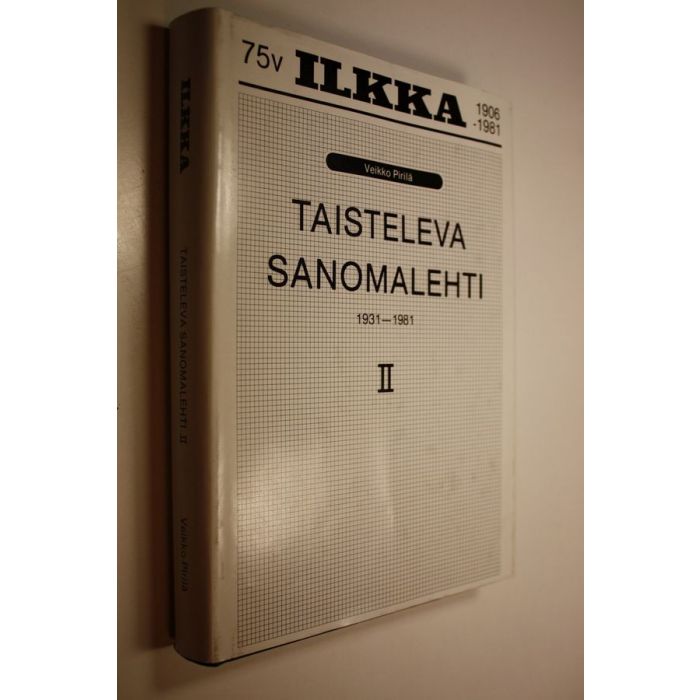 75v ILKKA 1906
-1981
Veikko Pirilä
TAISTELEVA
SANOMALEHTI
1931—1981
II
ILKKA
TAISTELEVA SANOMALEHTI II
Veikko Pirilä